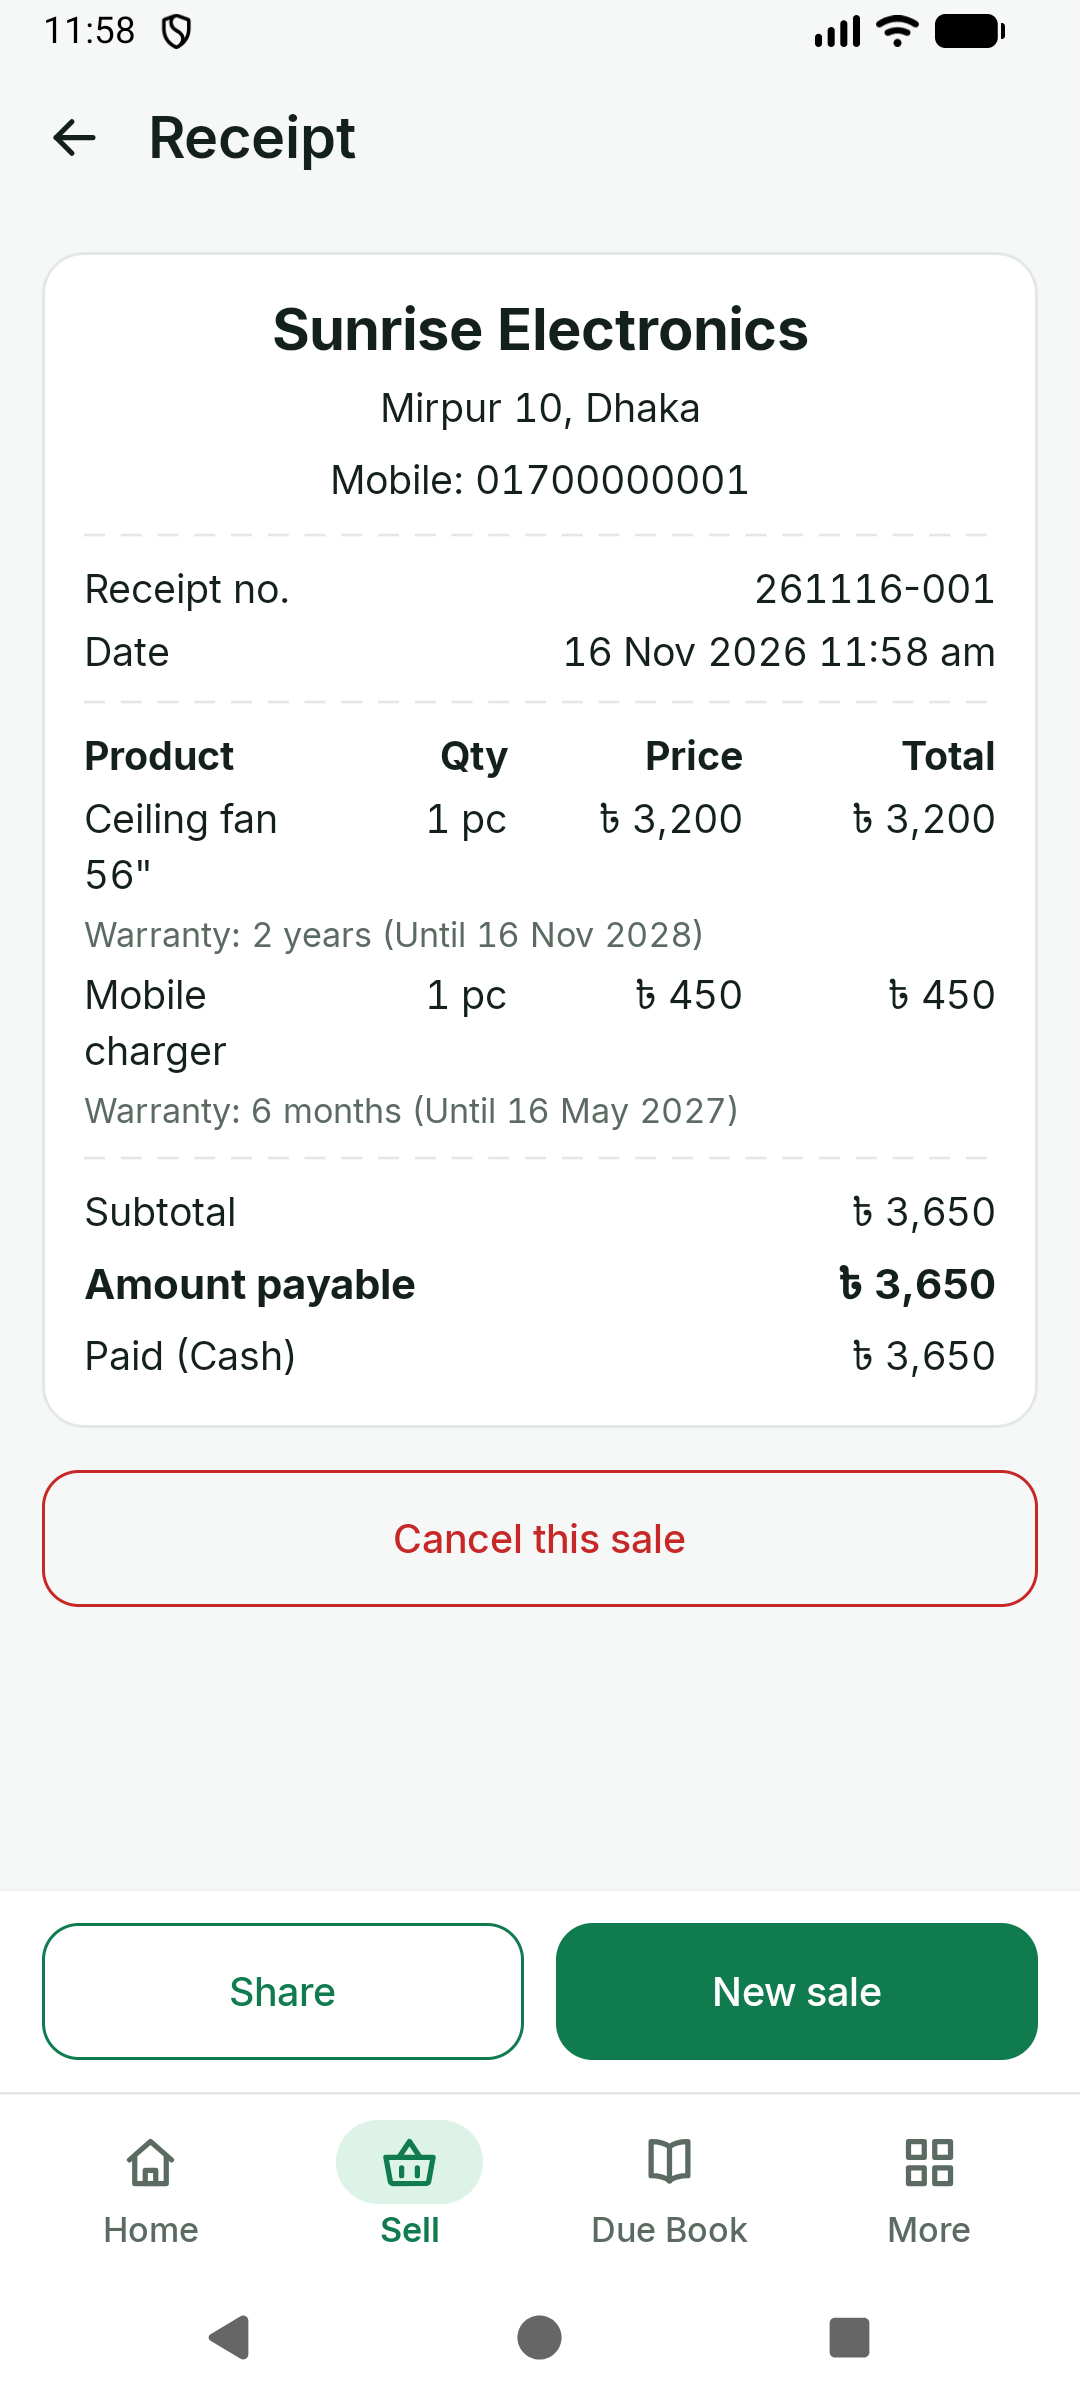 11:58
Receipt
Sunrise Electronics
Mirpur 10, Dhaka
Mobile: 01700000001
Receipt no. 261116-001
Date 16 Nov 2026 11:58 am
Product Qty Price Total
Ceiling fan 56" 1 pc ৳ 3,200 ৳ 3,200
Warranty: 2 years (Until 16 Nov 2028)
Mobile charger 1 pc ৳ 450 ৳ 450
Warranty: 6 months (Until 16 May 2027)
Subtotal ৳ 3,650
Amount payable ৳ 3,650
Paid (Cash) ৳ 3,650
Cancel this sale
Share New sale
Home Sell Due Book More